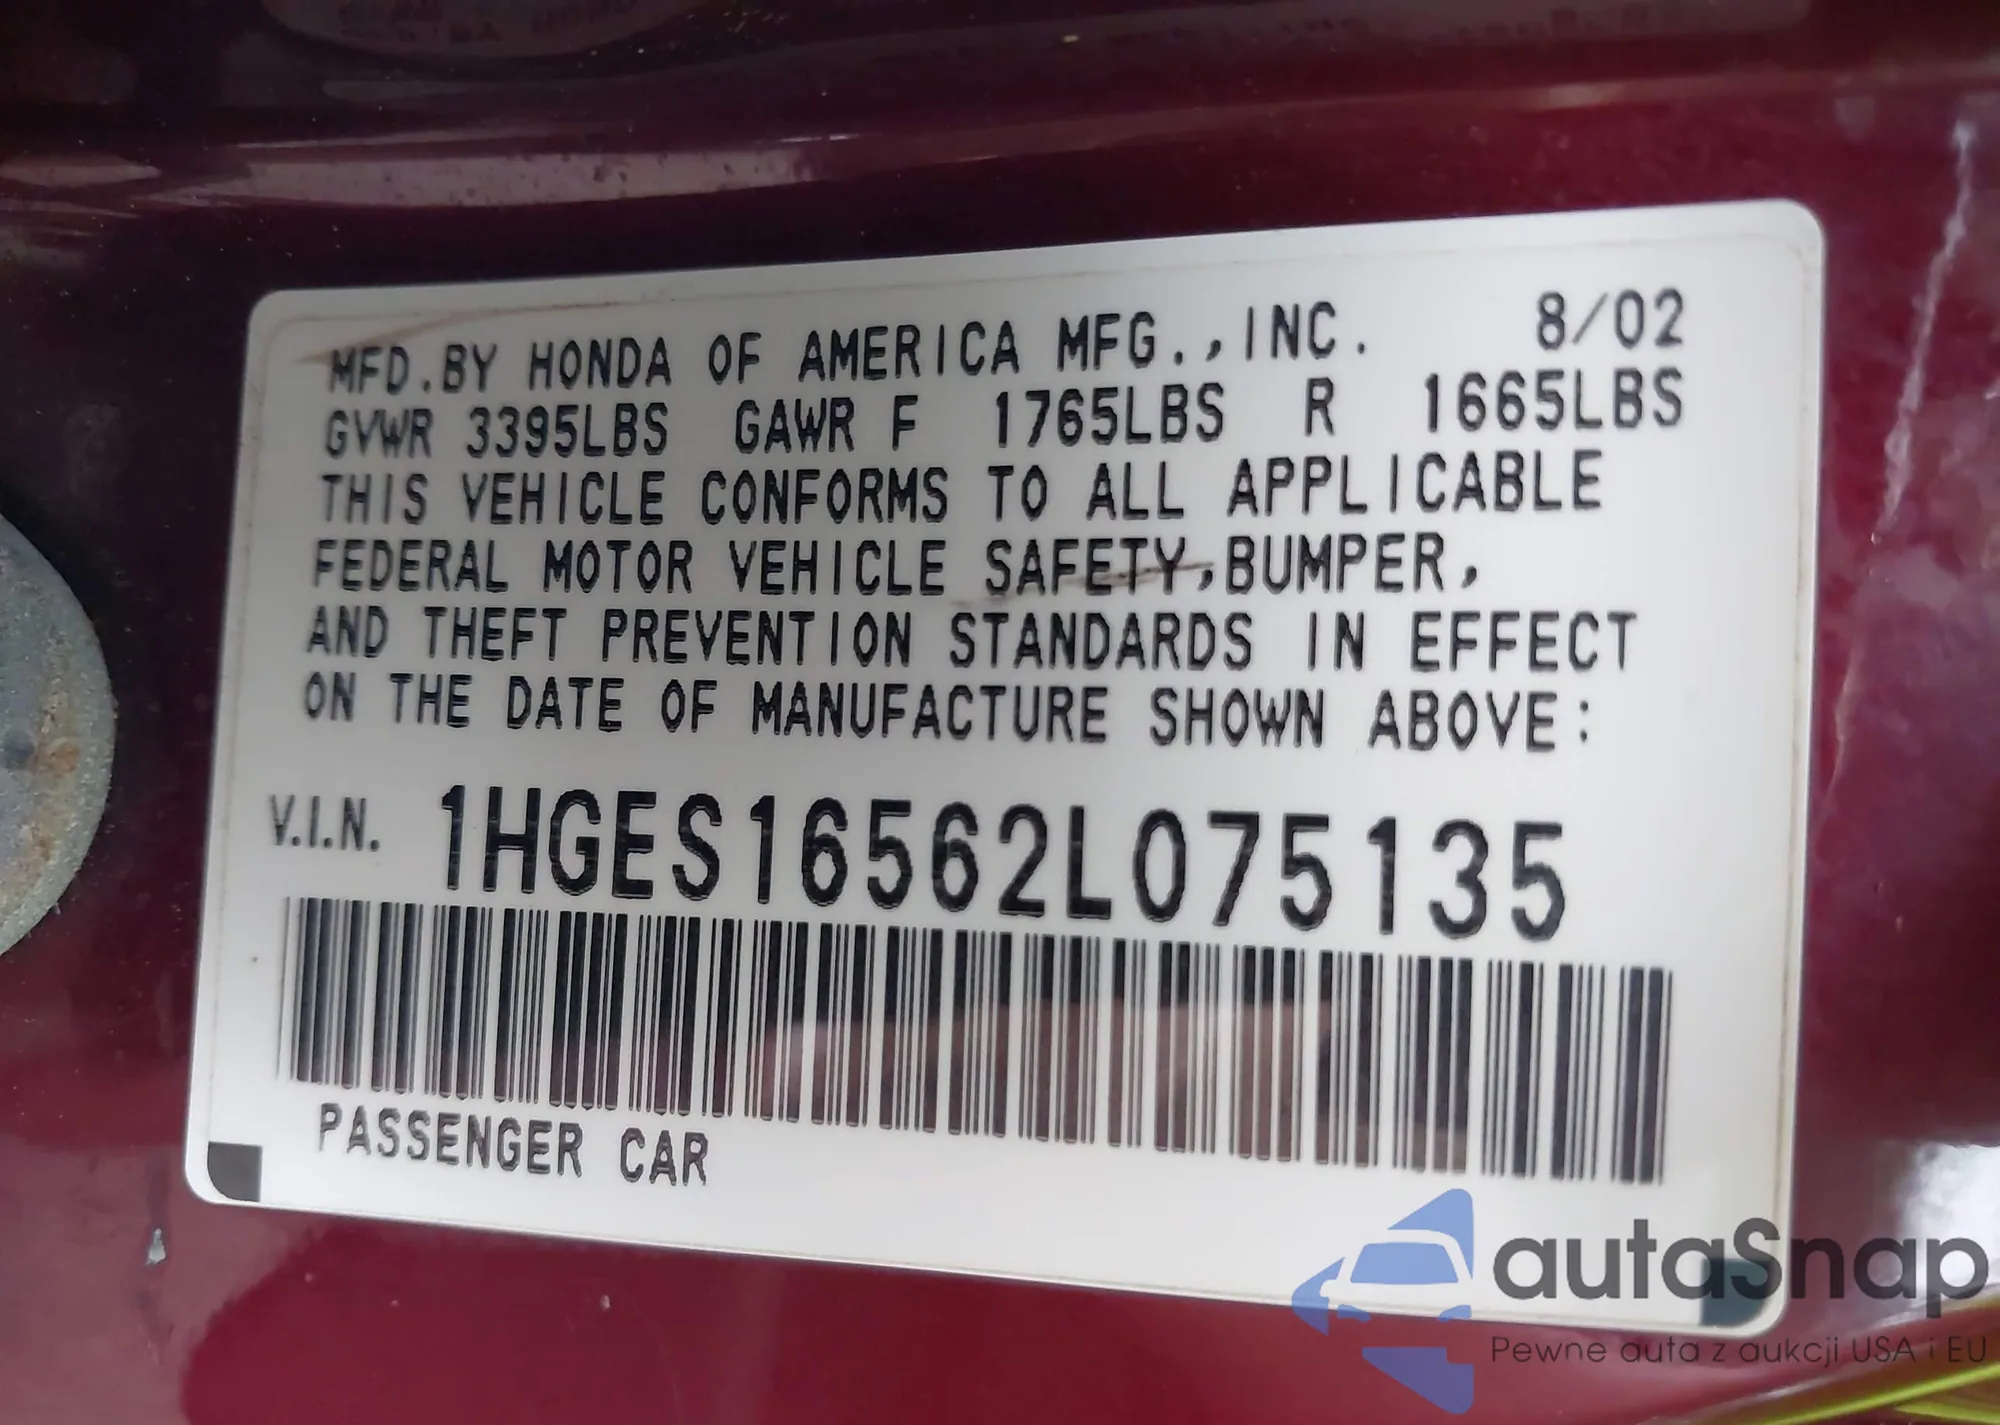 MFD.BY HONDA OF AMERICA MFG.,INC. 8/02
GVWR 3395LBS GAWR F 1765LBS R 1665LBS
THIS VEHICLE CONFORMS TO ALL APPLICABLE
FEDERAL MOTOR VEHICLE SAFETY,BUMPER,
AND THEFT PREVENTION STANDARDS IN EFFECT
ON THE DATE OF MANUFACTURE SHOWN ABOVE:
V.I.N. 1HGES16562L075135
PASSENGER CAR
autaSnap
Pewne auta z aukcji USA i EU